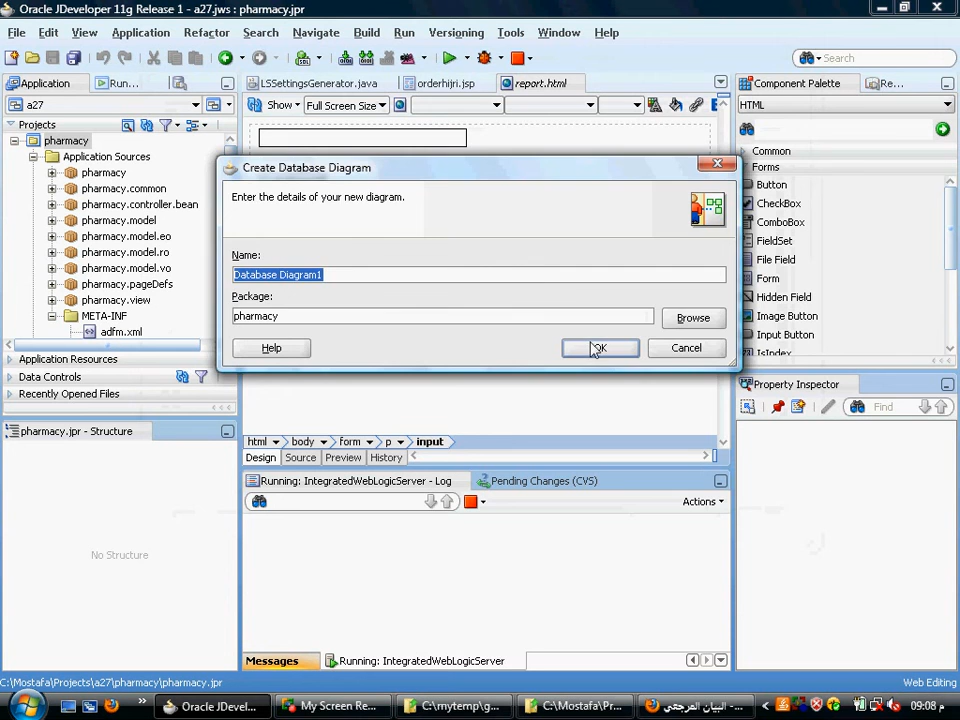 Oracle JDeveloper 11g Release 1 - a27.jws : pharmacy.jpr
File Edit View Application Refactor Search Navigate Build Run Versioning Tools Window Help
Search
Application
Run...
LSSettingsGenerator.java
orderhijri.jsp
report.html
Component Palette
Re...
a27
Show
Full Screen Size
HTML
Projects
pharmacy
Application Sources
pharmacy
pharmacy.common
pharmacy.controller.bean
pharmacy.model
pharmacy.model.eo
pharmacy.model.ro
pharmacy.model.vo
pharmacy.pageDefs
pharmacy.view
META-INF
adfm.xml
Application Resources
Data Controls
Recently Opened Files
Create Database Diagram
Enter the details of your new diagram.
Name:
Database Diagram1
Package:
pharmacy
Browse
Help
OK
Cancel
Common
Forms
Button
CheckBox
ComboBox
FieldSet
File Field
Form
Hidden Field
Image Button
Input Button
IsIndex
Property Inspector
Find
pharmacy.jpr - Structure
No Structure
html body form p input
Design Source Preview History
Running: IntegratedWebLogicServer - Log
Pending Changes (CVS)
Actions
Messages
Running: IntegratedWebLogicServer
C:\Mostafa\Projects\a27\pharmacy\pharmacy.jpr
Web Editing
Oracle JDevelop...
My Screen Re...
C:\mytemp\g...
C:\Mostafa\Pr...
البيان المرجعي - ...
09:08 م